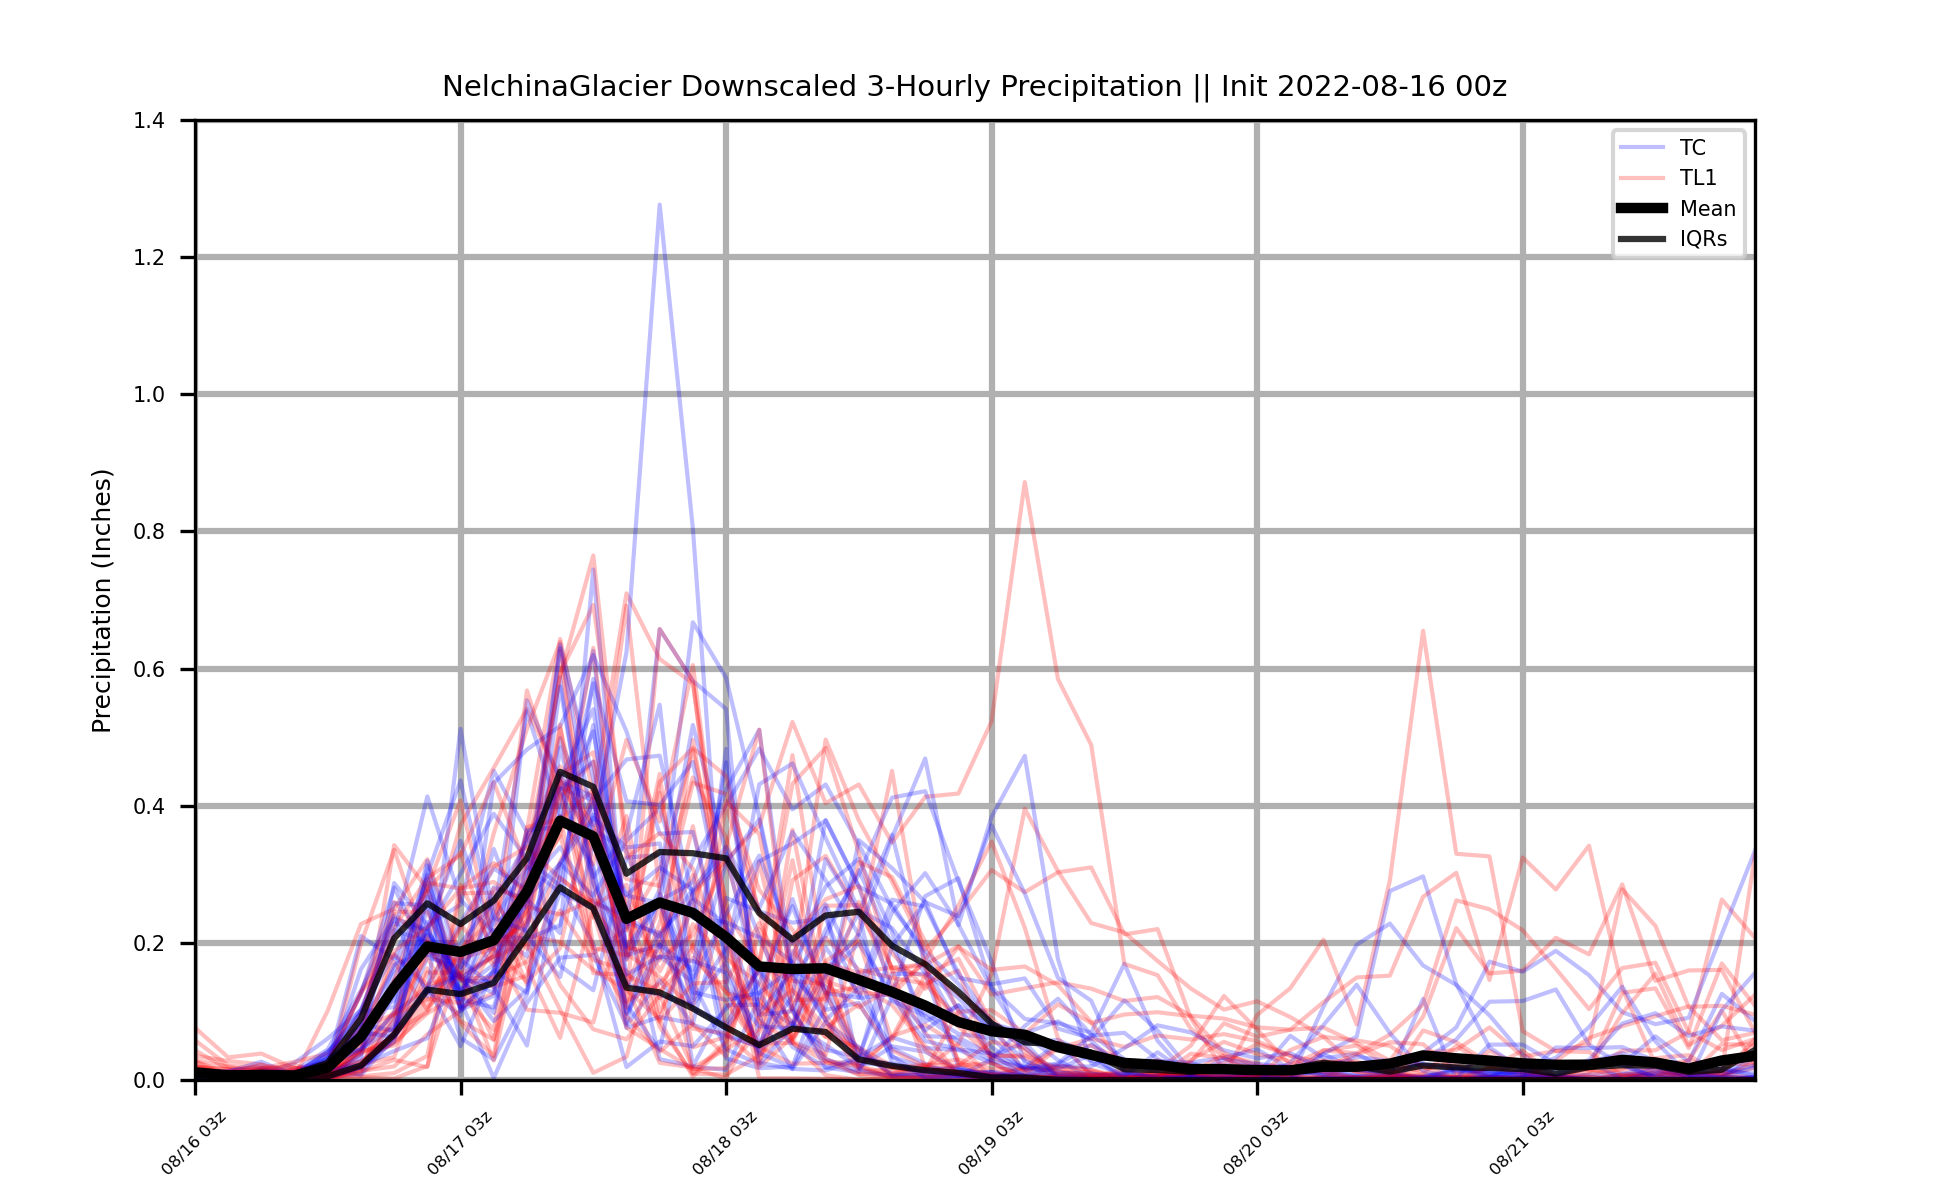 NelchinaGlacier Downscaled 3-Hourly Precipitation || Init 2022-08-16 00z
1.4
1.2
1.0
0.8
0.6
0.4
0.2
0.0
Precipitation (Inches)
TC
TL1
Mean
IQRs
08/16 03z
08/17 03z
08/18 03z
08/19 03z
08/20 03z
08/21 03z